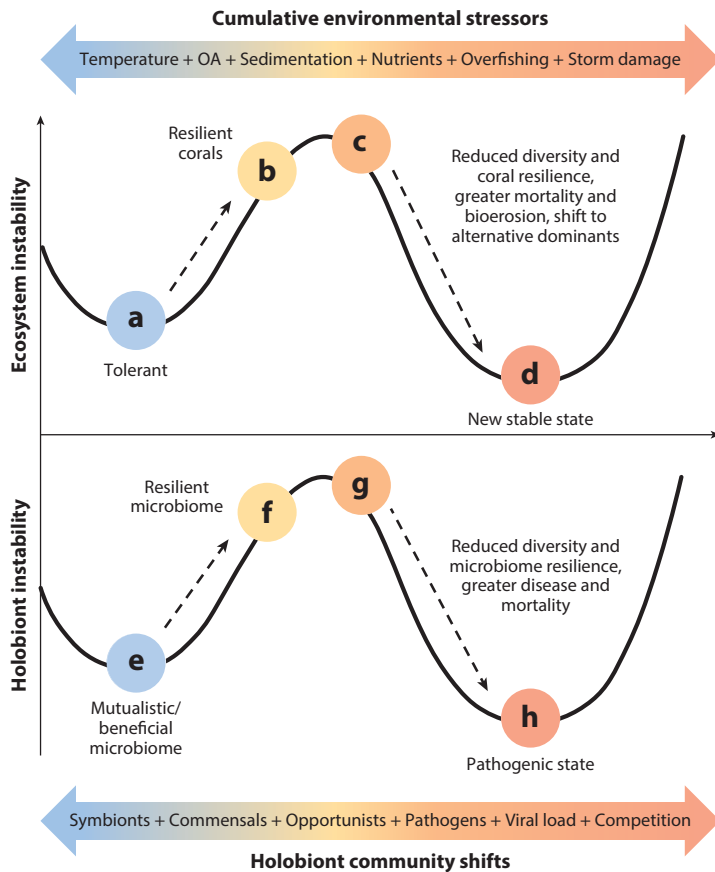 Cumulative environmental stressors
Temperature + OA + Sedimentation + Nutrients + Overfishing + Storm damage
Ecosystem instability
Resilient
corals
a
b
c
d
Tolerant
Reduced diversity and
coral resilience,
greater mortality and
bioerosion, shift to
alternative dominants
New stable state
Holobiont instability
Resilient
microbiome
e
f
g
h
Mutualistic/
beneficial
microbiome
Reduced diversity and
microbiome resilience,
greater disease and
mortality
Pathogenic state
Symbionts + Commensals + Opportunists + Pathogens + Viral load + Competition
Holobiont community shifts